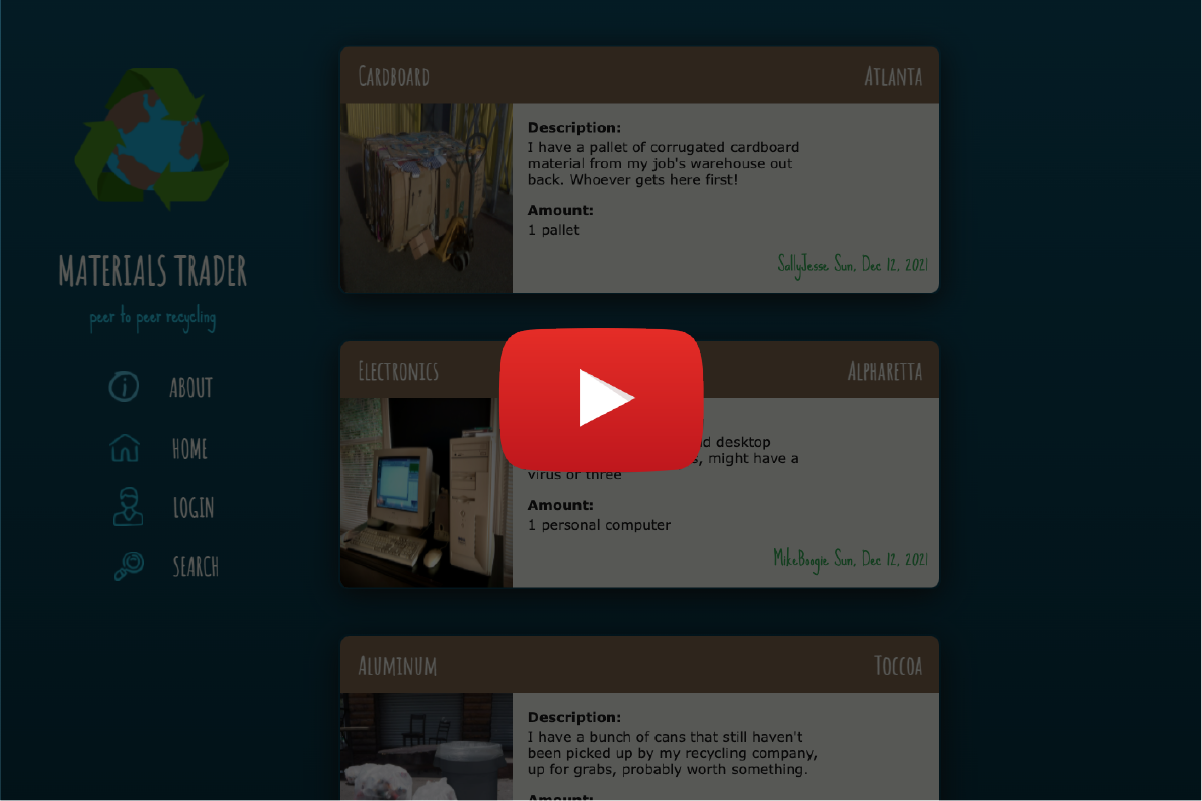 MATERIALS TRADER
peer to peer recycling
ABOUT
HOME
LOGIN
SEARCH
CARDBOARD
ATLANTA
Description:
I have a pallet of corrugated cardboard
material from my job's warehouse out
back. Whoever gets here first!
Amount:
1 pallet
SallyJesse Sun, Dec 12, 2021
ELECTRONICS
ALPHARETTA
desktop
, might have a
virus or three
Amount:
1 personal computer
MikeBoogie Sun, Dec 12, 2021
ALUMINUM
TOCCOA
Description:
I have a bunch of cans that still haven't
been picked up by my recycling company,
up for grabs, probably worth something.
Amount: